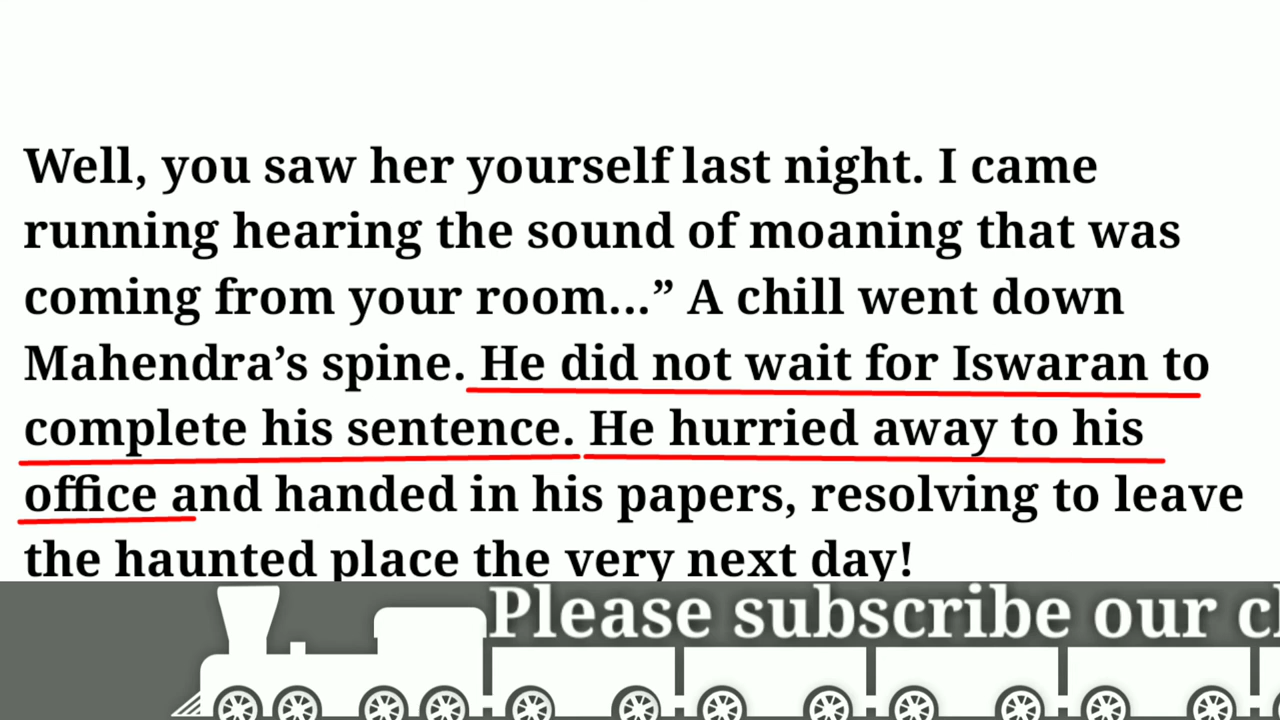 Well, you saw her yourself last night. I came
running hearing the sound of moaning that was
coming from your room...” A chill went down
Mahendra’s spine. He did not wait for Iswaran to
complete his sentence. He hurried away to his
office and handed in his papers, resolving to leave
the haunted place the very next day!
Please subscribe our